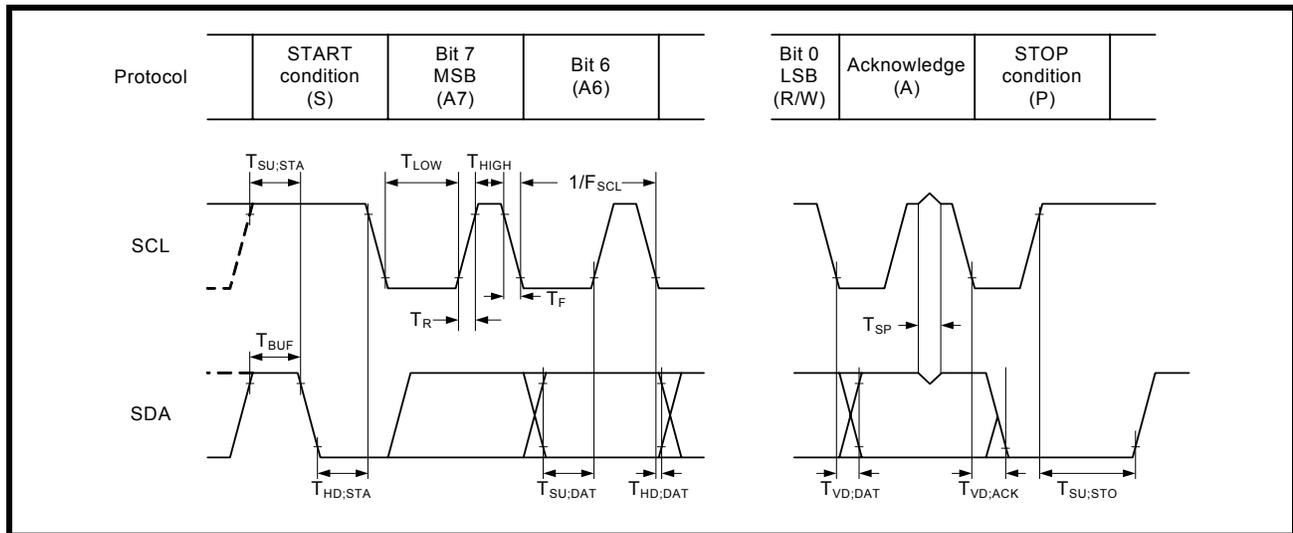 Protocol
START
condition
(S)
Bit 7
MSB
(A7)
Bit 6
(A6)
Bit 0
LSB
(R/W)
Acknowledge
(A)
STOP
condition
(P)
TSU;STA
TLOW
THIGH
1/FSCL
SCL
TF
TR
TSP
TBUF
SDA
THD;STA
TSU;DAT
THD;DAT
TVD;DAT
TVD;ACK
TSU;STO